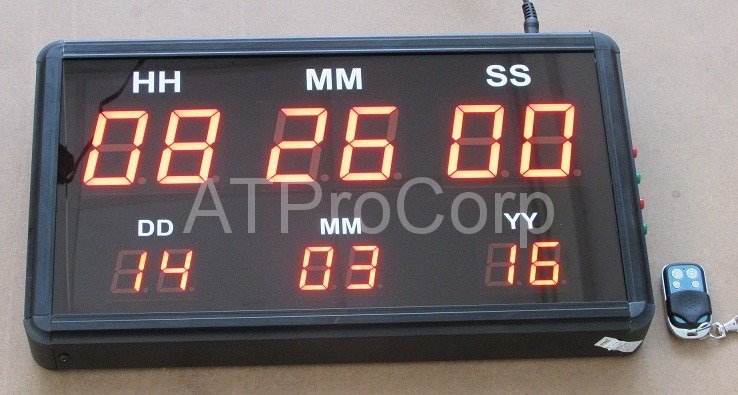 HH MM SS
08 26 00
ATProCorp
DD MM YY
14 03 16